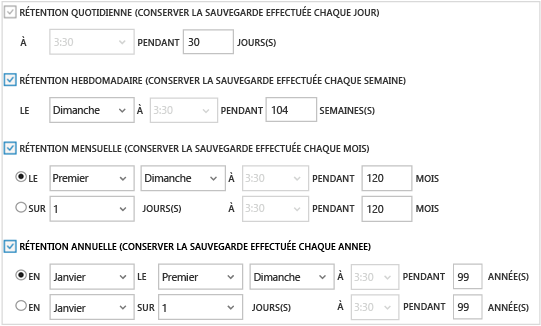 RÉTENTION QUOTIDIENNE (CONSERVER LA SAUVEGARDE EFFECTUÉE CHAQUE JOUR)
À 3:30 PENDANT 30 JOURS(S)
RÉTENTION HEBDOMADAIRE (CONSERVER LA SAUVEGARDE EFFECTUÉE CHAQUE SEMAINE)
LE Dimanche À 3:30 PENDANT 104 SEMAINES(S)
RÉTENTION MENSUELLE (CONSERVER LA SAUVEGARDE EFFECTUÉE CHAQUE MOIS)
LE Premier Dimanche À 3:30 PENDANT 120 MOIS
SUR 1 JOURS(S) À 3:30 PENDANT 120 MOIS
RÉTENTION ANNUELLE (CONSERVER LA SAUVEGARDE EFFECTUÉE CHAQUE ANNEE)
EN Janvier LE Premier Dimanche À 3:30 PENDANT 99 ANNÉE(S)
EN Janvier SUR 1 JOURS(S) À 3:30 PENDANT 99 ANNÉE(S)